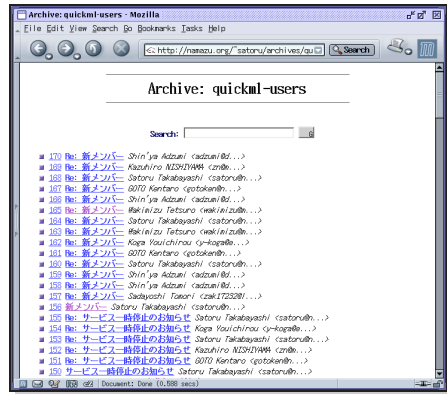 Archive: quickml-users - Mozilla
File Edit View Search Go Bookmarks Tasks Help
http://namazu.org/~satoru/archives/qu Search
Archive: quickml-users
Search:
170 Re: 新メンバー Shin'ya Adzumi <adzumi@d...>
169 Re: 新メンバー Kazuhiro NISHIYAMA <zn@m...>
168 Re: 新メンバー Satoru Takabayashi <satoru@n...>
167 Re: 新メンバー GOTO Kentaro <gotoken@n...>
166 Re: 新メンバー Shin'ya Adzumi <adzumi@d...>
165 Re: 新メンバー Wakimizu Tetsuro <wakimizu@m...>
164 Re: 新メンバー Satoru Takabayashi <satoru@n...>
163 Re: 新メンバー Wakimizu Tetsuro <wakimizu@m...>
162 Re: 新メンバー Koga Youichirou <y-koga@m...>
161 Re: 新メンバー GOTO Kentaro <gotoken@n...>
160 Re: 新メンバー Satoru Takabayashi <satoru@n...>
159 Re: 新メンバー Shin'ya Adzumi <adzumi@d...>
158 Re: 新メンバー Shin'ya Adzumi <adzumi@d...>
157 Re: 新メンバー Sadayoshi Tomori <zak17232@/...>
156 新メンバー Satoru Takabayashi <satoru@n...>
155 Re: サービス一時停止のお知らせ Satoru Takabayashi <satoru@n...>
154 Re: サービス一時停止のお知らせ Koga Youichirou <y-koga@m...>
153 Re: サービス一時停止のお知らせ Satoru Takabayashi <satoru@n...>
152 Re: サービス一時停止のお知らせ Kazuhiro NISHIYAMA <zn@m...>
151 Re: サービス一時停止のお知らせ Satoru Takabayashi <satoru@n...>
150 サービス一時停止のお知らせ Satoru Takabayashi <satoru@n...>
Document: Done (0.588 secs)